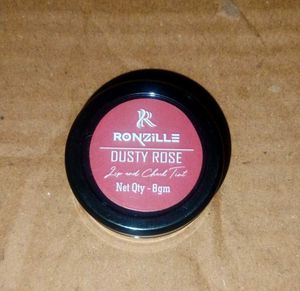 RONZiLLE
DUSTY ROSE
Lip and Cheek Tint
Net Qty - 8gm